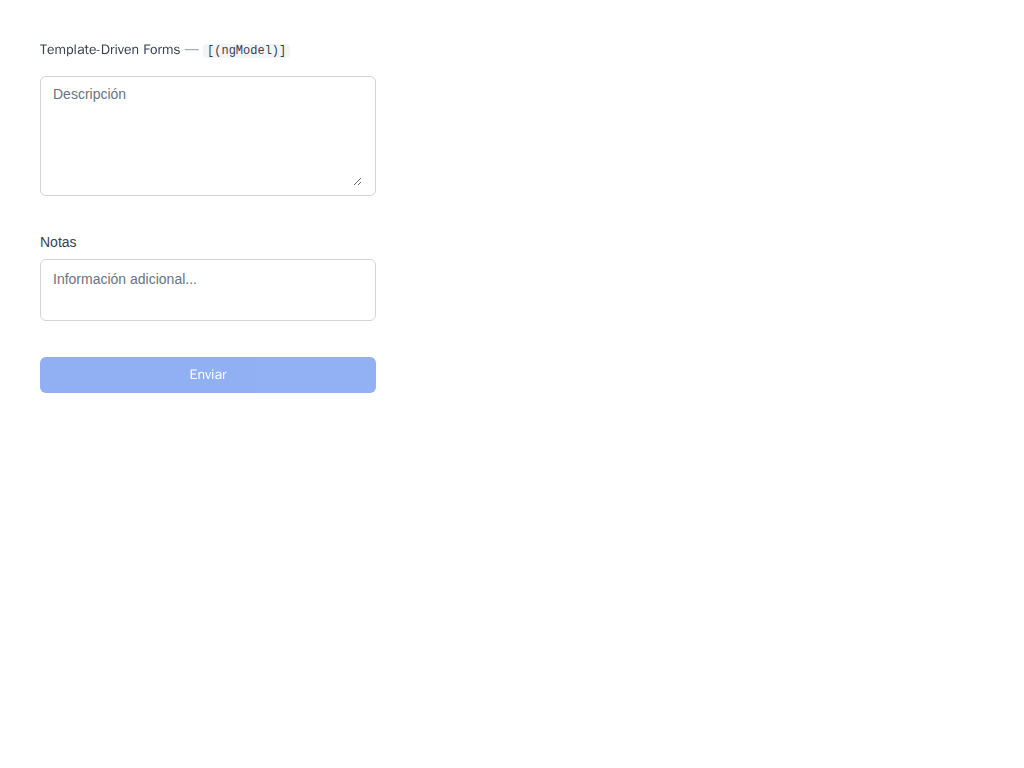 Template-Driven Forms — [(ngModel)]
Descripción
Notas
Información adicional...
Enviar